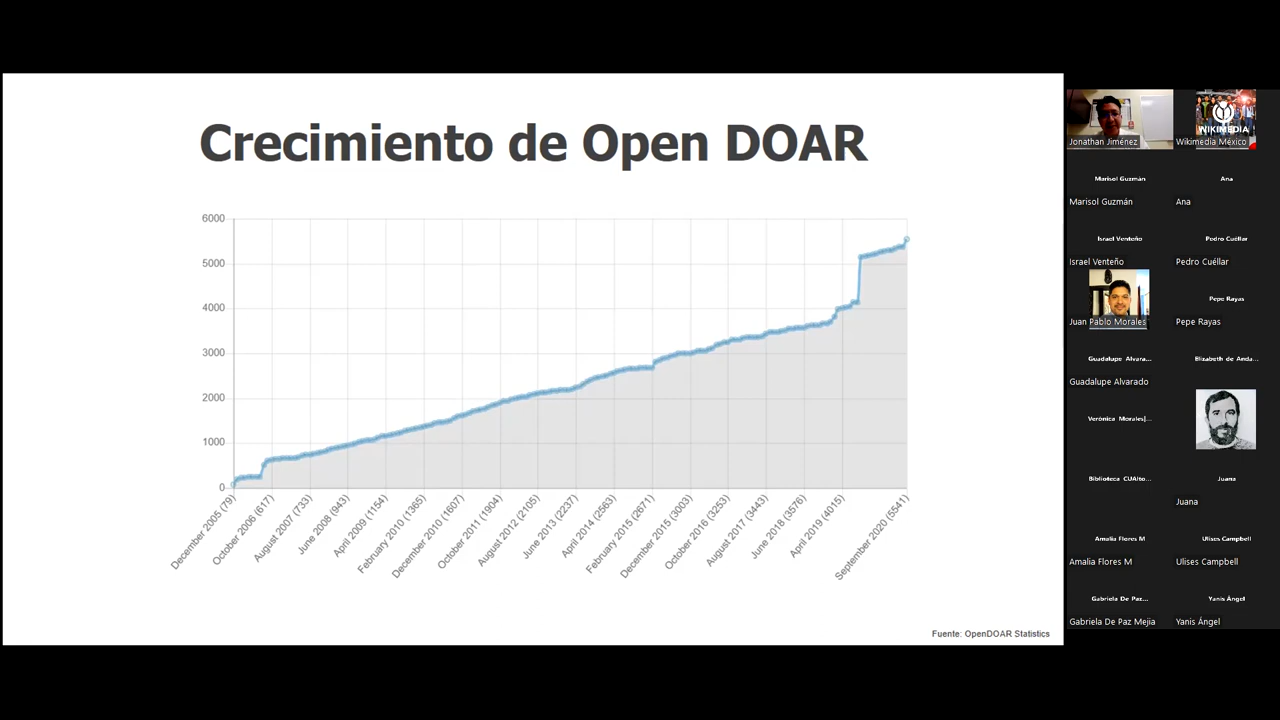 Crecimiento de Open DOAR
6000
5000
4000
3000
2000
1000
0
December 2005 (79)
October 2006 (617)
August 2007 (733)
June 2008 (943)
April 2009 (1154)
February 2010 (1365)
December 2010 (1607)
October 2011 (1904)
August 2012 (2105)
June 2013 (2237)
April 2014 (2563)
February 2015 (2671)
December 2015 (3003)
October 2016 (3253)
August 2017 (3443)
June 2018 (3576)
April 2019 (4015)
September 2020 (5541)
Fuente: OpenDOAR Statistics
Jonathan Jiménez
WIKIMEDIA
Wikimedia México
Marisol Guzmán
Ana
Marisol Guzmán
Ana
Israel Venteño
Pedro Cuéllar
Israel Venteño
Pedro Cuéllar
Pepe Rayas
Juan Pablo Morales
Pepe Rayas
Guadalupe Alvara...
Elizabeth de Anda...
Guadalupe Alvarado
Verónica Morales|...
Biblioteca CUAlto...
Juana
Juana
Amalia Flores M
Ulises Campbell
Amalia Flores M
Ulises Campbell
Gabriela De Paz...
Yanis Ángel
Gabriela De Paz Mejia
Yanis Ángel